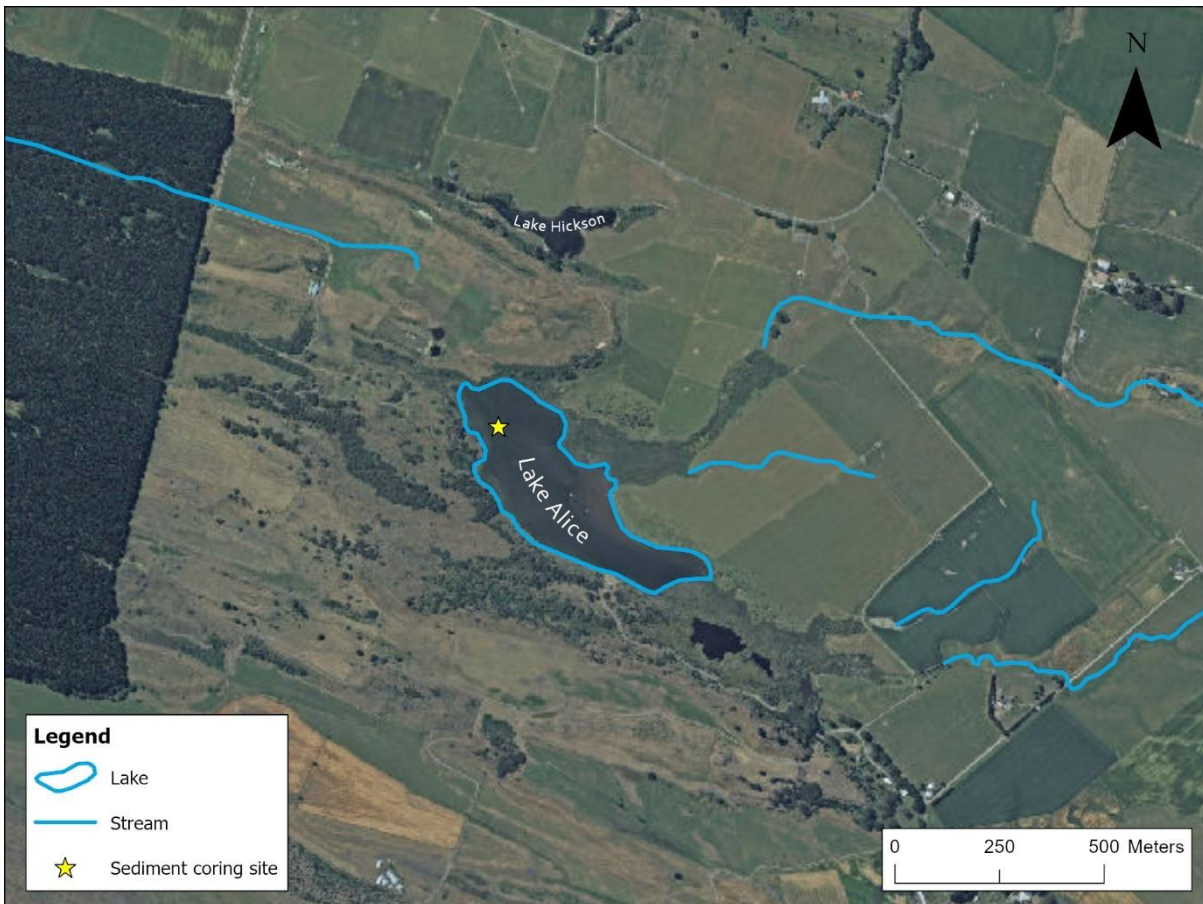 N
Lake Hickson
Lake Alice
Legend
Lake
Stream
Sediment coring site
0 250 500 Meters